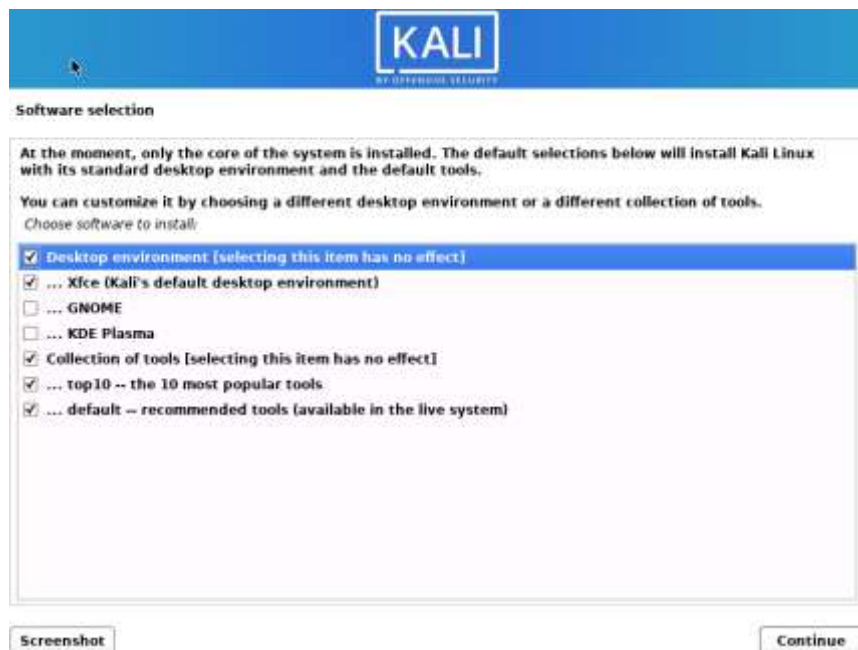 KALI
BY OFFENSIVE SECURITY
Software selection
At the moment, only the core of the system is installed. The default selections below will install Kali Linux
with its standard desktop environment and the default tools.
You can customize it by choosing a different desktop environment or a different collection of tools.
Choose software to install:
Desktop environment [selecting this item has no effect]
... Xfce (Kali's default desktop environment)
... GNOME
... KDE Plasma
Collection of tools [selecting this item has no effect]
... top10 -- the 10 most popular tools
... default -- recommended tools (available in the live system)
Screenshot
Continue